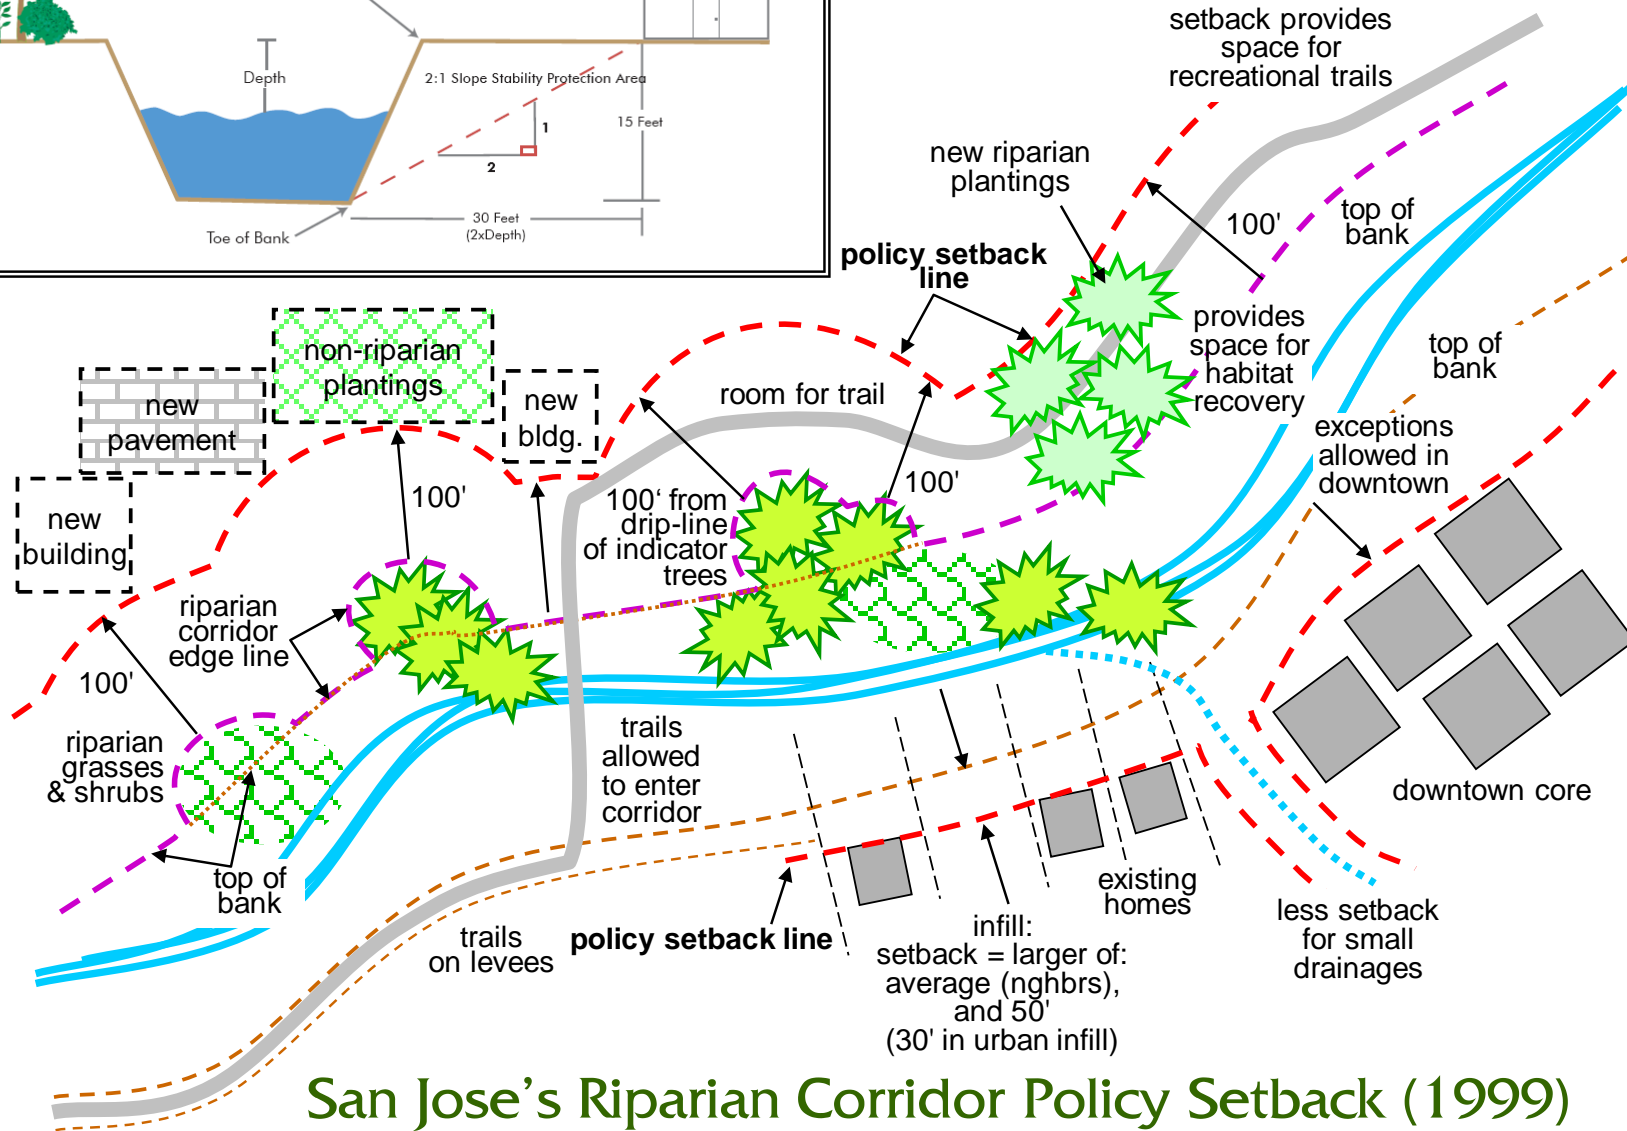 Depth
2:1 Slope Stability Protection Area
1
2
15 Feet
30 Feet
(2xDepth)
Toe of Bank
setback provides
space for
recreational trails
new riparian
plantings
100'
top of
bank
policy setback
line
provides
space for
habitat
recovery
top of
bank
non-riparian
plantings
new
pavement
new
bldg.
room for trail
new
building
100'
100'
100‘ from
drip-line
of indicator
trees
exceptions
allowed in
downtown
riparian
corridor
edge line
100'
riparian
grasses
& shrubs
top of
bank
trails
allowed
to enter
corridor
downtown core
trails
on levees
policy setback line
existing
homes
infill:
setback = larger of:
average (nghbrs),
and 50'
(30' in urban infill)
less setback
for small
drainages
San Jose’s Riparian Corridor Policy Setback (1999)